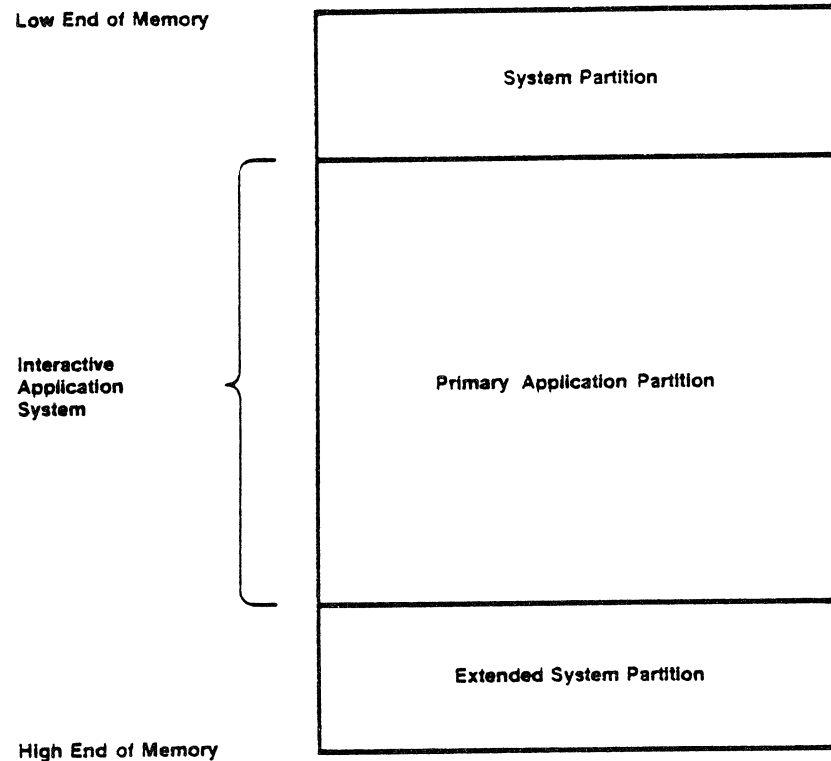 Low End of Memory
System Partition
Interactive
Application
System
Primary Application Partition
Extended System Partition
High End of Memory